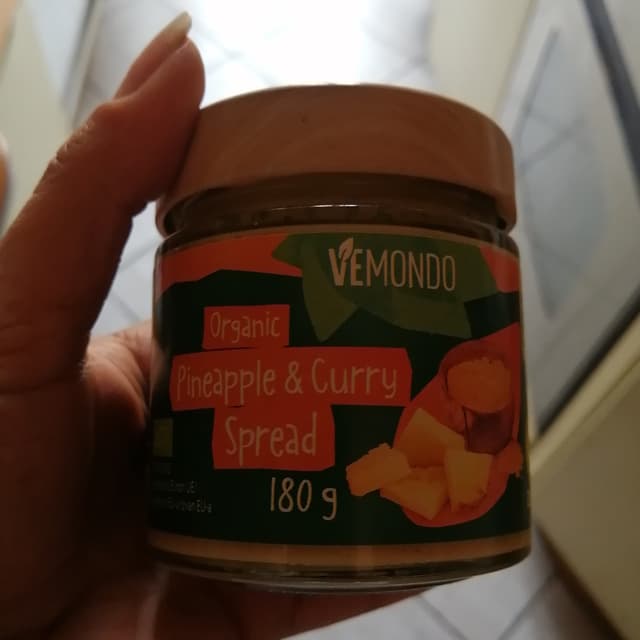 VEMONDO
Organic
Pineapple & Curry
Spread
180 g